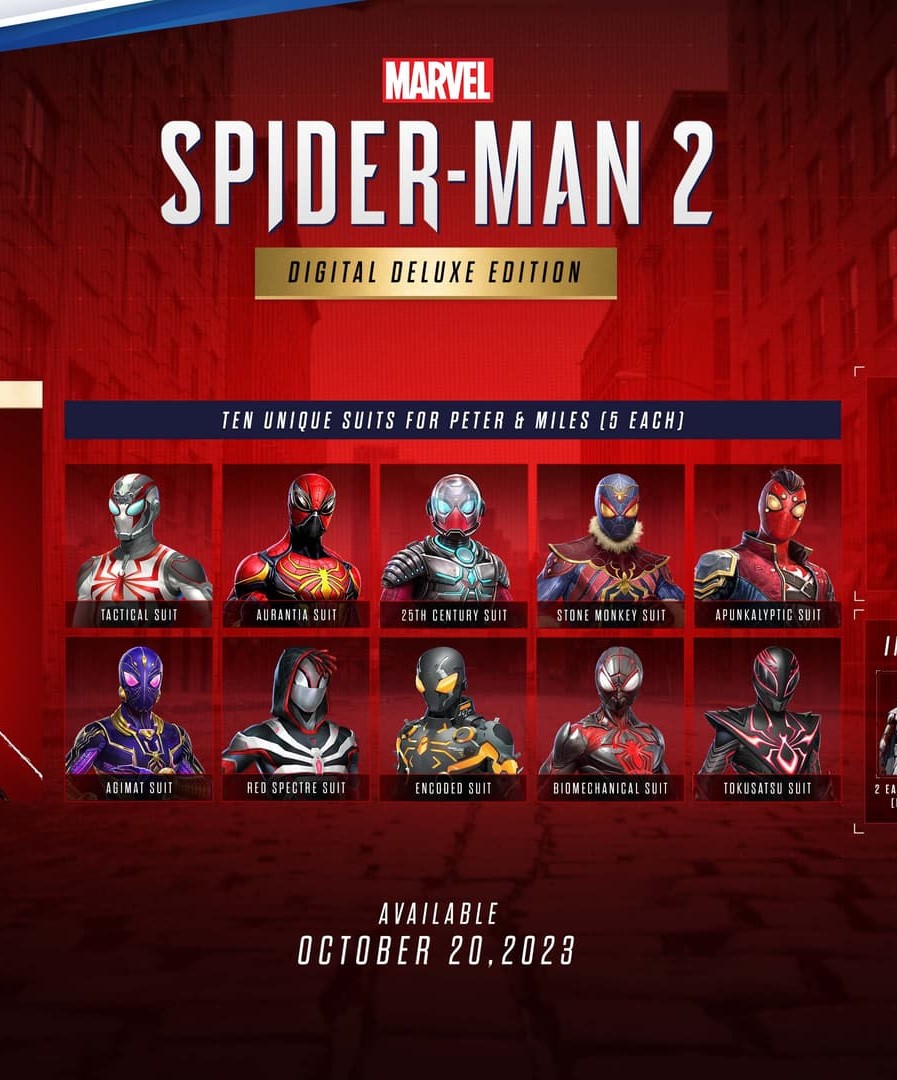 MARVEL
SPIDER-MAN 2
DIGITAL DELUXE EDITION
TEN UNIQUE SUITS FOR PETER & MILES (5 EACH)
TACTICAL SUIT
AURANTIA SUIT
25TH CENTURY SUIT
STONE MONKEY SUIT
APUNKALYPTIC SUIT
AGIMAT SUIT
RED SPECTRE SUIT
ENCODED SUIT
BIOMECHANICAL SUIT
TOKUSATSU SUIT
2 EA
AVAILABLE
OCTOBER 20,2023